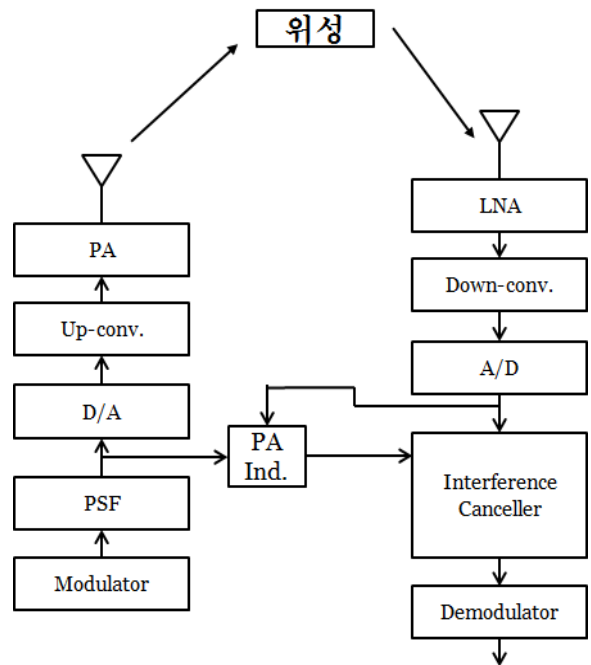 위성
PA
Up-conv.
D/A
PSF
Modulator
PA
Ind.
LNA
Down-conv.
A/D
Interference
Canceller
Demodulator